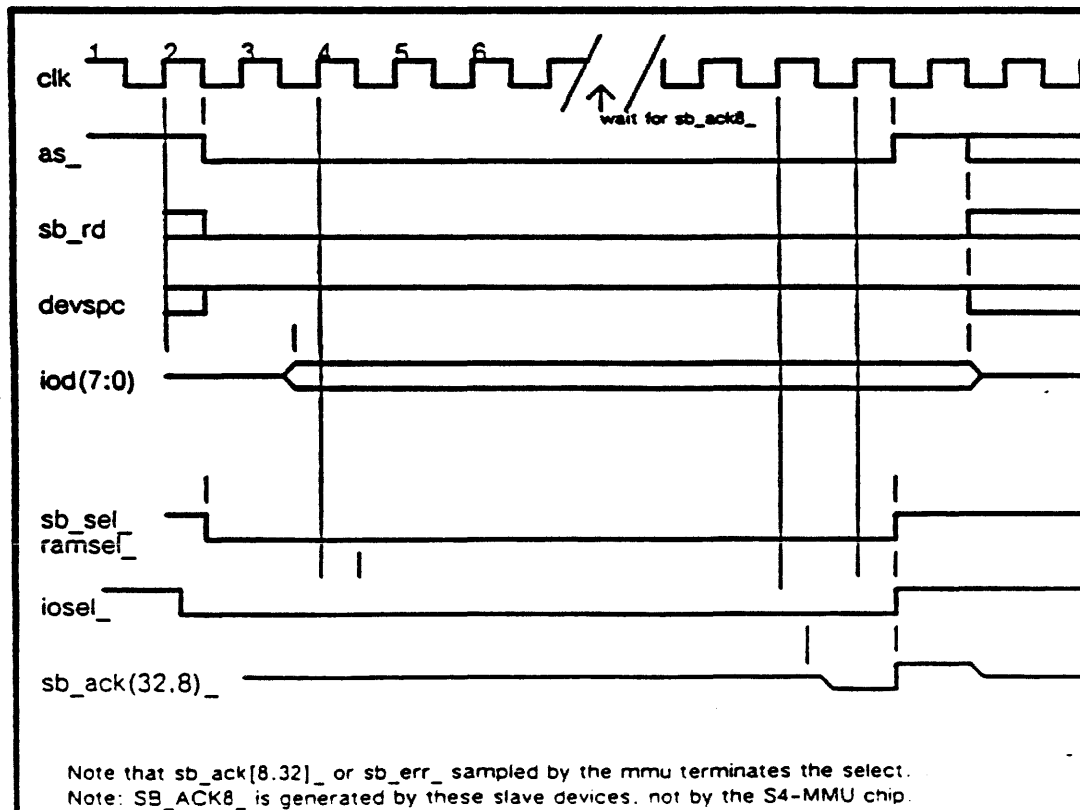 1 2 3 4 5 6
clk
wait for sb_ack8_
as_
sb_rd
devspc
iod(7:0)
sb_sel_
ramsel_
iosel_
sb_ack(32.8)_
Note that sb_ack[8.32]_ or sb_err_ sampled by the mmu terminates the select.
Note: SB_ACK8_ is generated by these slave devices. not by the S4-MMU chip.